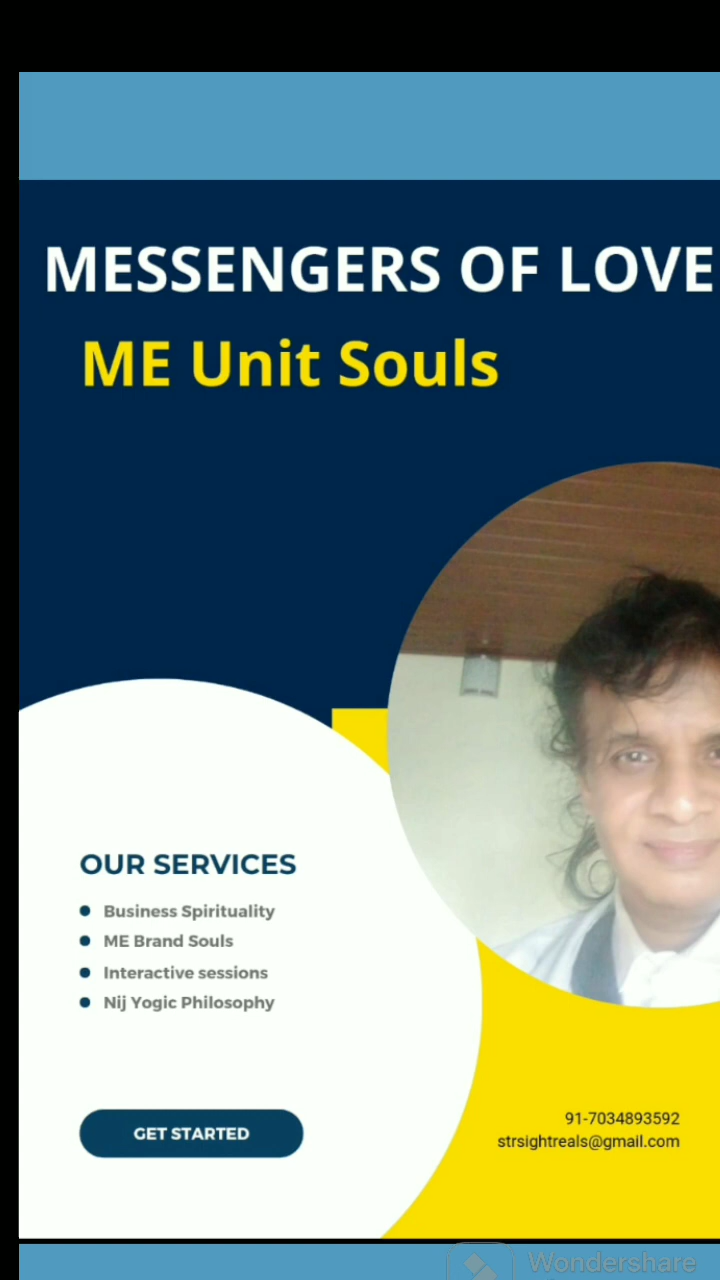 MESSENGERS OF LOVE
ME Unit Souls
OUR SERVICES
Business Spirituality
ME Brand Souls
Interactive sessions
Nij Yogic Philosophy
GET STARTED
91-7034893592
strsightreals@gmail.com
Wondershare